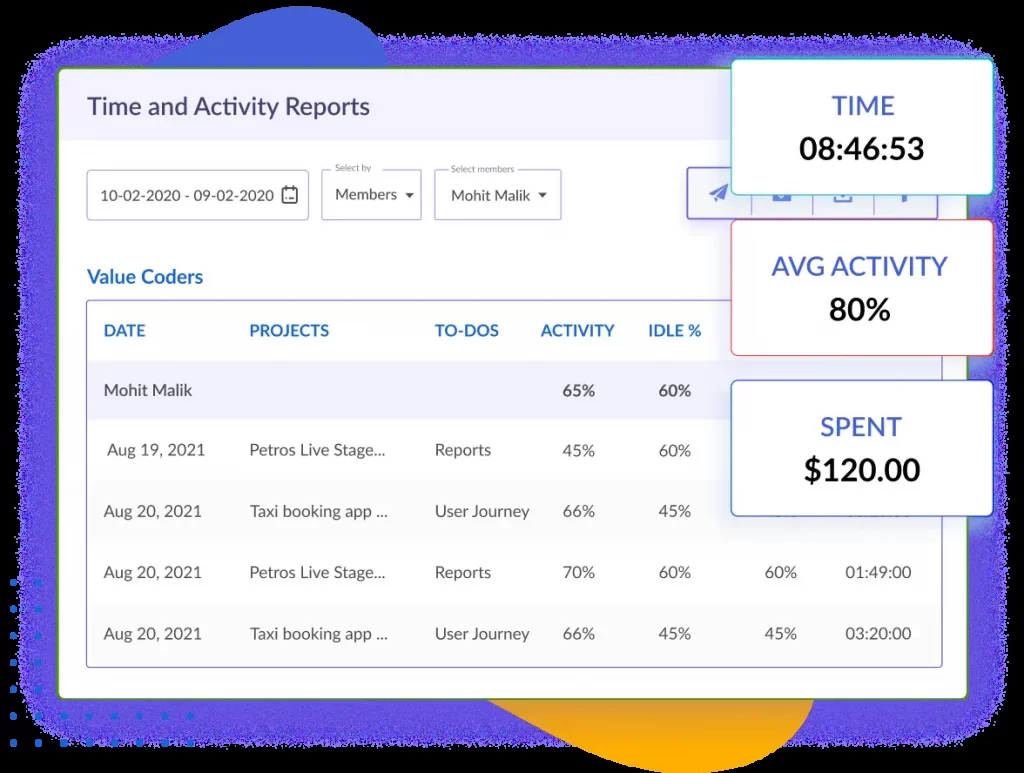 Time and Activity Reports
TIME
08:46:53
Select by
Select members
10-02-2020 - 09-02-2020
Members
Mohit Malik
AVG ACTIVITY
80%
Value Coders
DATE PROJECTS TO-DOS ACTIVITY IDLE %
Mohit Malik 65% 60%
SPENT
$120.00
Aug 19, 2021 Petros Live Stage... Reports 45% 60%
Aug 20, 2021 Taxi booking app ... User Journey 66% 45%
Aug 20, 2021 Petros Live Stage... Reports 70% 60% 60% 01:49:00
Aug 20, 2021 Taxi booking app ... User Journey 66% 45% 45% 03:20:00